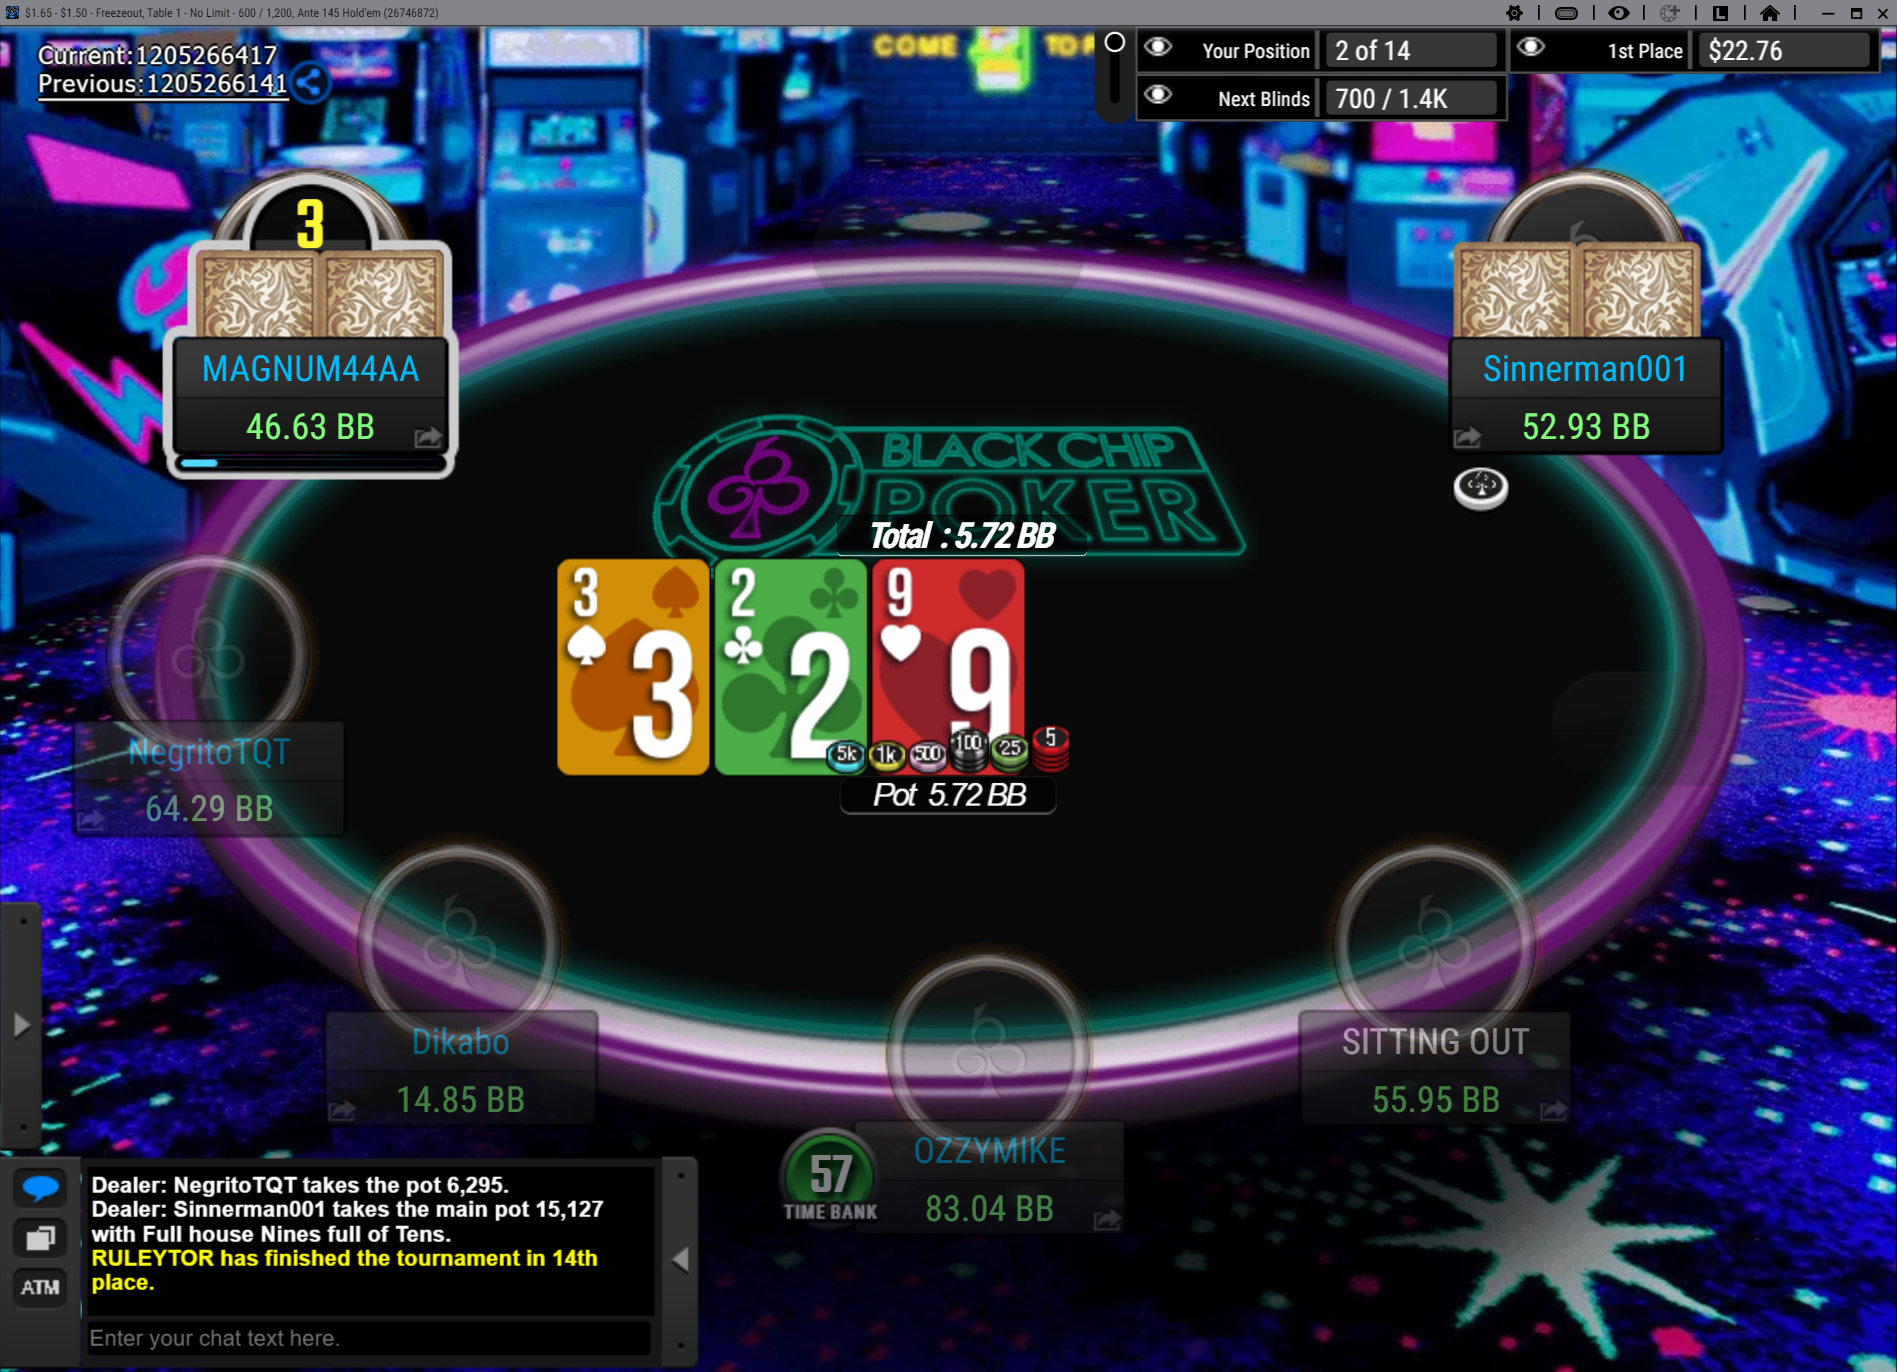 $1.65 - $1.50 - Freezeout, Table 1 - No Limit - 600 / 1,200, Ante 145 Hold'em (26746872)
L
Current:1205266417
Previous:1205266141
COME TO P
Your Position 2 of 14
1st Place $22.76
Next Blinds 700 / 1.4K
3
MAGNUM44AA
46.63 BB
Sinnerman001
52.93 BB
BLACK CHIP
POKER
Total : 5.72 BB
3 3
2 2
9 9
5k 1k 500 100 25 5
Pot 5.72 BB
NegritoTQT
64.29 BB
Dikabo
14.85 BB
SITTING OUT
55.95 BB
57
TIME BANK
OZZYMIKE
83.04 BB
Dealer: NegritoTQT takes the pot 6,295.
Dealer: Sinnerman001 takes the main pot 15,127
with Full house Nines full of Tens.
RULEYTOR has finished the tournament in 14th
place.
ATM
Enter your chat text here.